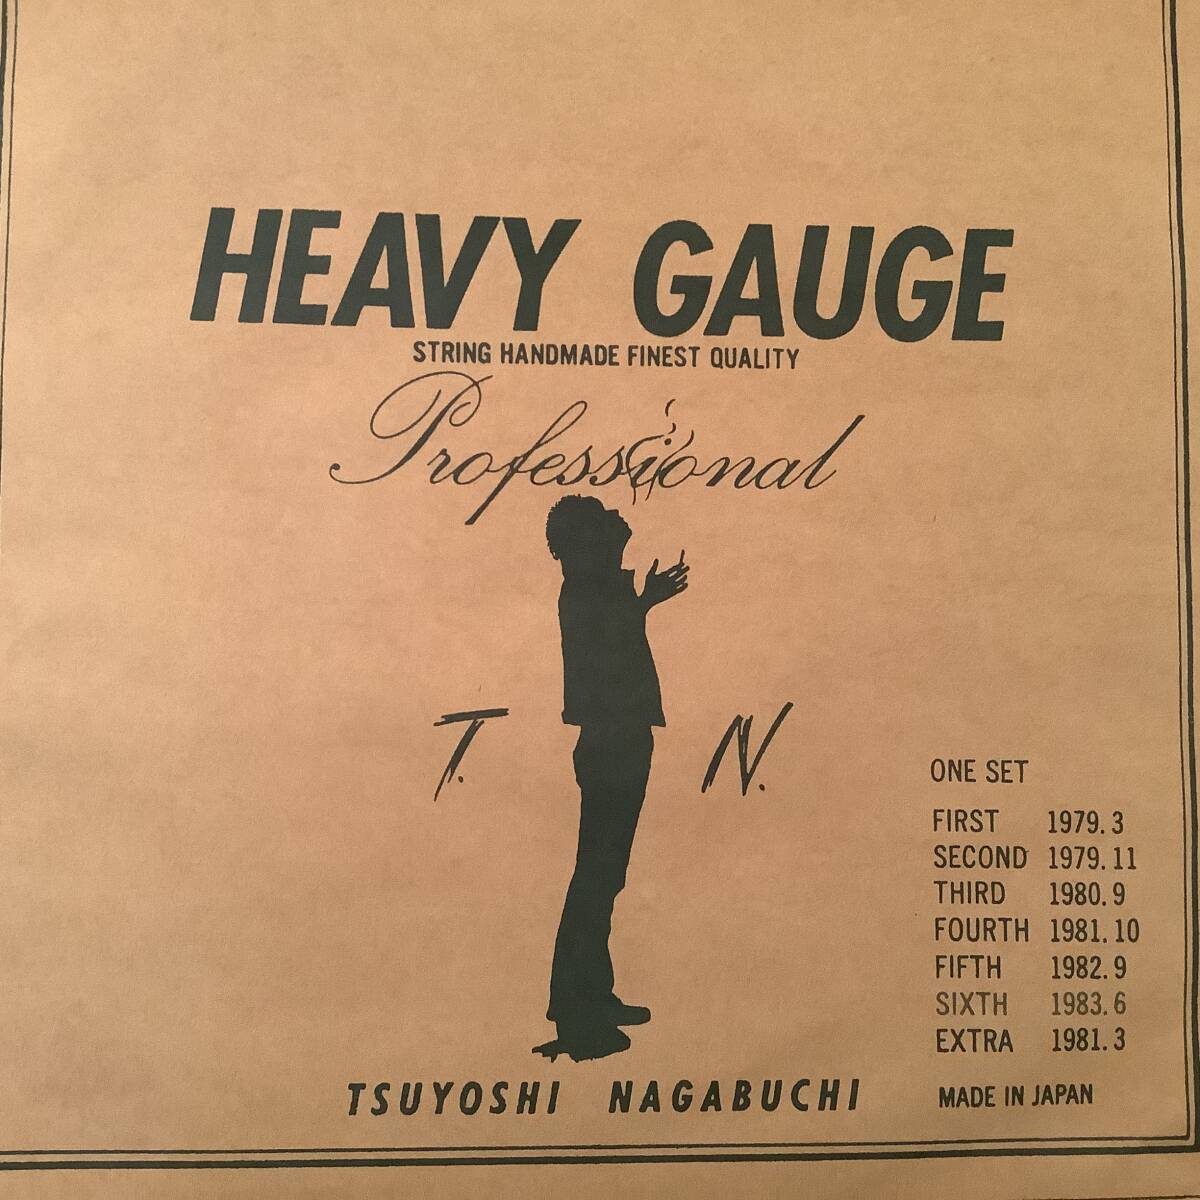 HEAVY GAUGE
STRING HANDMADE FINEST QUALITY
Professional
T. N.
ONE SET
FIRST 1979.3
SECOND 1979.11
THIRD 1980.9
FOURTH 1981.10
FIFTH 1982.9
SIXTH 1983.6
EXTRA 1981.3
TSUYOSHI NAGABUCHI
MADE IN JAPAN